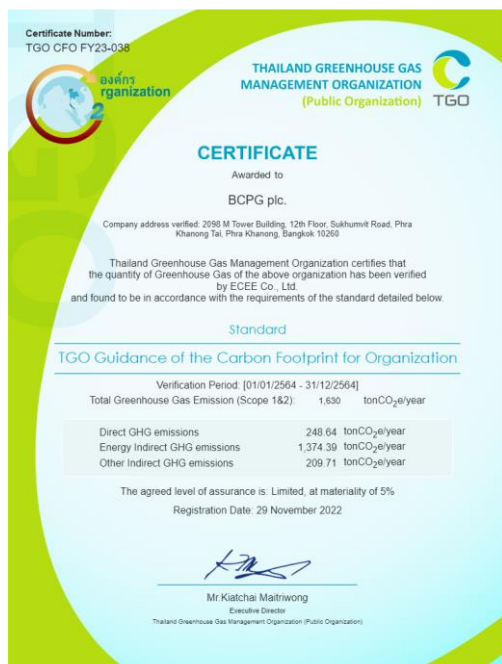 Certificate Number:
TGO CFO FY23-038
องค์กร
rganization
2
THAILAND GREENHOUSE GAS
MANAGEMENT ORGANIZATION
(Public Organization)
TGO
CERTIFICATE
Awarded to
BCPG plc.
Company address verified: 2098 M Tower Building, 12th Floor, Sukhumvit Road, Phra
Khanong Tai, Phra Khanong, Bangkok 10260
Thailand Greenhouse Gas Management Organization certifies that
the quantity of Greenhouse Gas of the above organization has been verified
by ECEE Co., Ltd.
and found to be in accordance with the requirements of the standard detailed below.
Standard
TGO Guidance of the Carbon Footprint for Organization
Verification Period: [01/01/2564 - 31/12/2564]
Total Greenhouse Gas Emission (Scope 1&2): 1,630 tonCO2e/year
Direct GHG emissions 248.64 tonCO2e/year
Energy Indirect GHG emissions 1,374.39 tonCO2e/year
Other Indirect GHG emissions 209.71 tonCO2e/year
The agreed level of assurance is: Limited, at materiality of 5%
Registration Date: 29 November 2022
Mr.Kiatchai Maitriwong
Executive Director
Thailand Greenhouse Gas Management Organization (Public Organization)